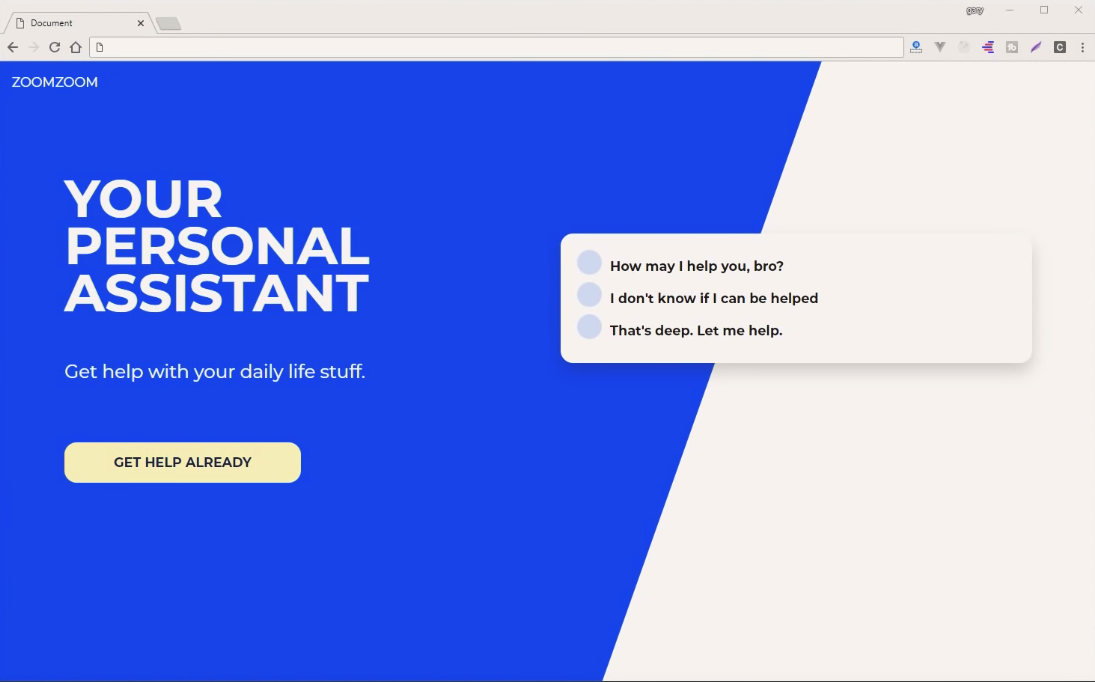 gary
Document
ZOOMZOOM
YOUR
PERSONAL
ASSISTANT
How may I help you, bro?
I don't know if I can be helped
That's deep. Let me help.
Get help with your daily life stuff.
GET HELP ALREADY